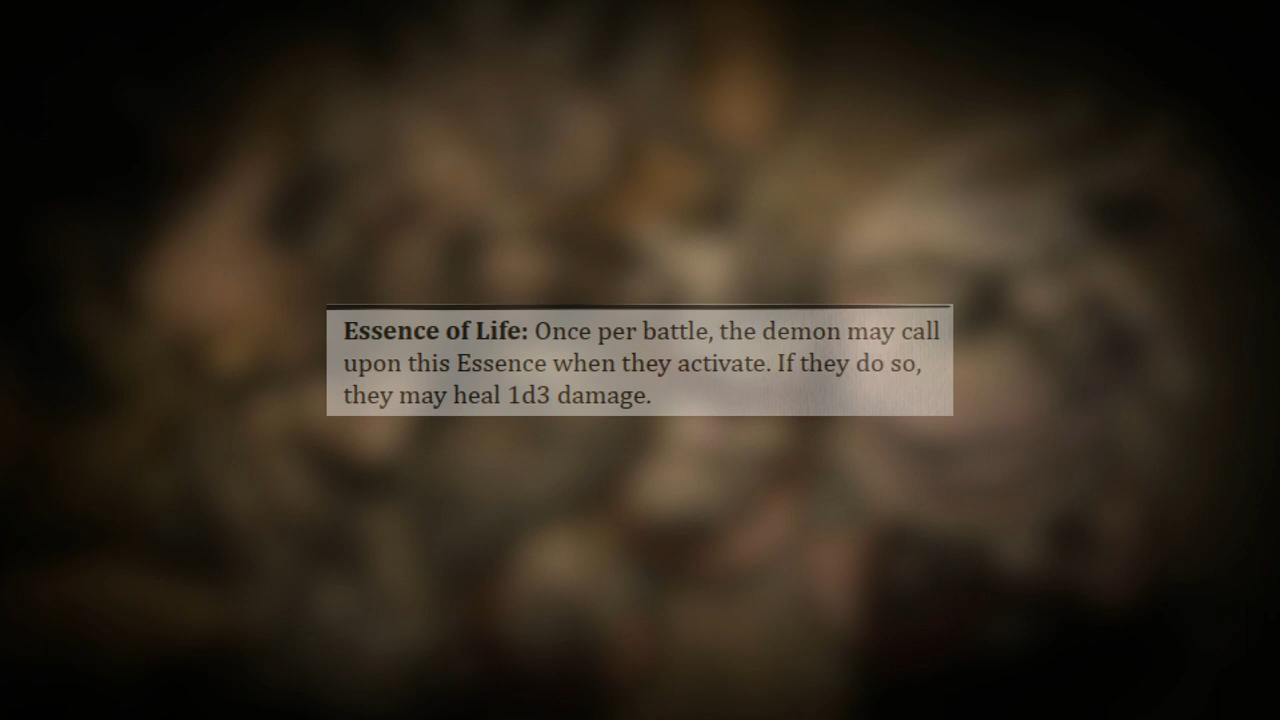 Essence of Life: Once per battle, the demon may call
upon this Essence when they activate. If they do so,
they may heal 1d3 damage.